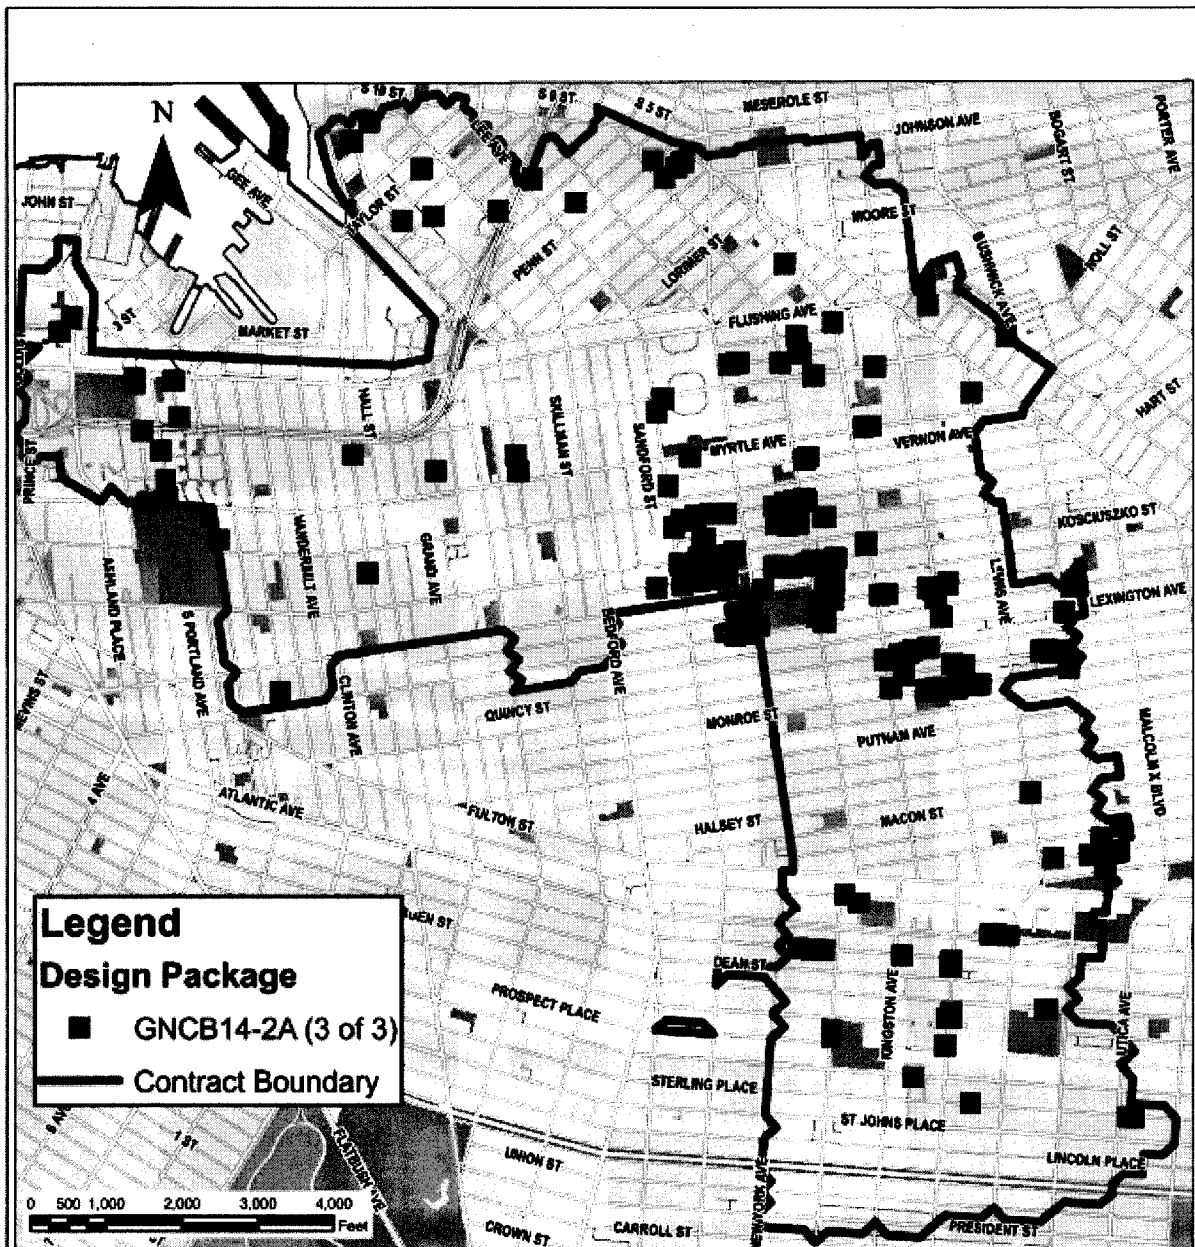 S 10 ST
S 9 ST
S 5 ST
MESEROLE ST
JOHNSON AVE
BOGART ST
PORTER AVE
N
LEE AVE
GEE AVE
JOHN ST
TAYLOR ST
MOORE ST
PENN ST
LORIMER ST
BUSHWICK AVE
NOLL ST
3 ST
MARKET ST
FLUSHING AVE
HALL ST
SKILLMAN ST
SANDFORD ST
MYRTLE AVE
VERNON AVE
HART ST
PRINCE ST
KOSCIUSZKO ST
VANDERBILT AVE
GRAND AVE
ASHLAND PLACE
S PORTLAND AVE
LEWIS AVE
LEXINGTON AVE
BEDFORD AVE
NEVINS ST
CLINTON AVE
QUINCY ST
MONROE ST
PUTNAM AVE
MALCOLM X BLVD
4 AVE
ATLANTIC AVE
FULTON ST
HALSEY ST
MACON ST
Legend
Design Package
GNCB14-2A (3 of 3)
Contract Boundary
DEAN ST
PROSPECT PLACE
KINGSTON AVE
UTICA AVE
STERLING PLACE
ST JOHNS PLACE
6 AVE
1 ST
FLATBUSH AVE
UNION ST
LINCOLN PLACE
0 500 1,000 2,000 3,000 4,000
Feet
CROWN ST
CARROLL ST
PRESIDENT ST